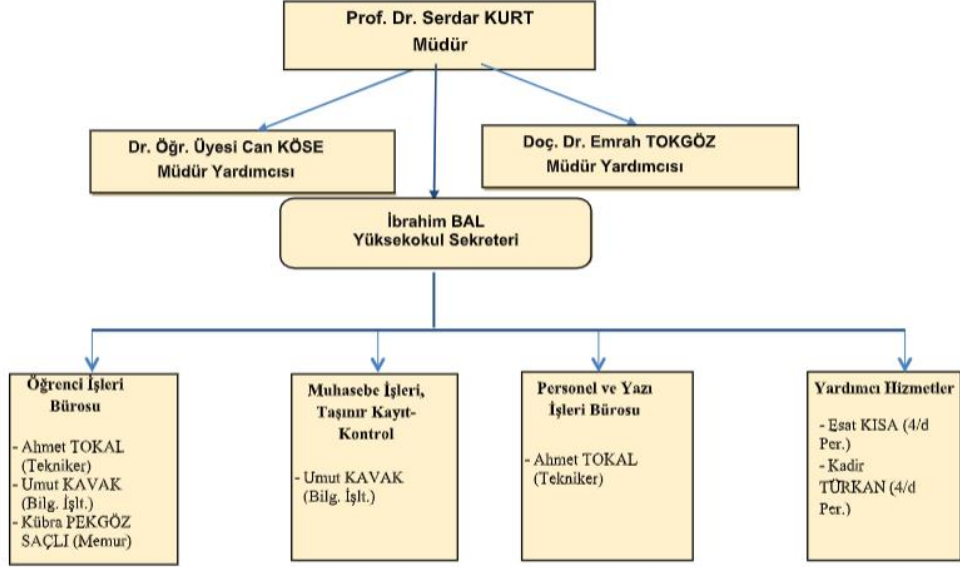 Prof. Dr. Serdar KURT
Müdür
Dr. Öğr. Üyesi Can KÖSE
Müdür Yardımcısı
Doç. Dr. Emrah TOKGÖZ
Müdür Yardımcısı
İbrahim BAL
Yüksekokul Sekreteri
Öğrenci İşleri
Bürosu
- Ahmet TOKAL
(Tekniker)
- Umut KAVAK
(Bilg. İşlt.)
- Kübra PEKGÖZ
SAÇLI (Memur)
Muhasebe İşleri,
Taşınır Kayıt-
Kontrol
- Umut KAVAK
(Bilg. İşlt.)
Personel ve Yazı
İşleri Bürosu
- Ahmet TOKAL
(Tekniker)
Yardımcı Hizmetler
- Esat KISA (4/d
Per.)
- Kadir
TÜRKAN (4/d
Per.)